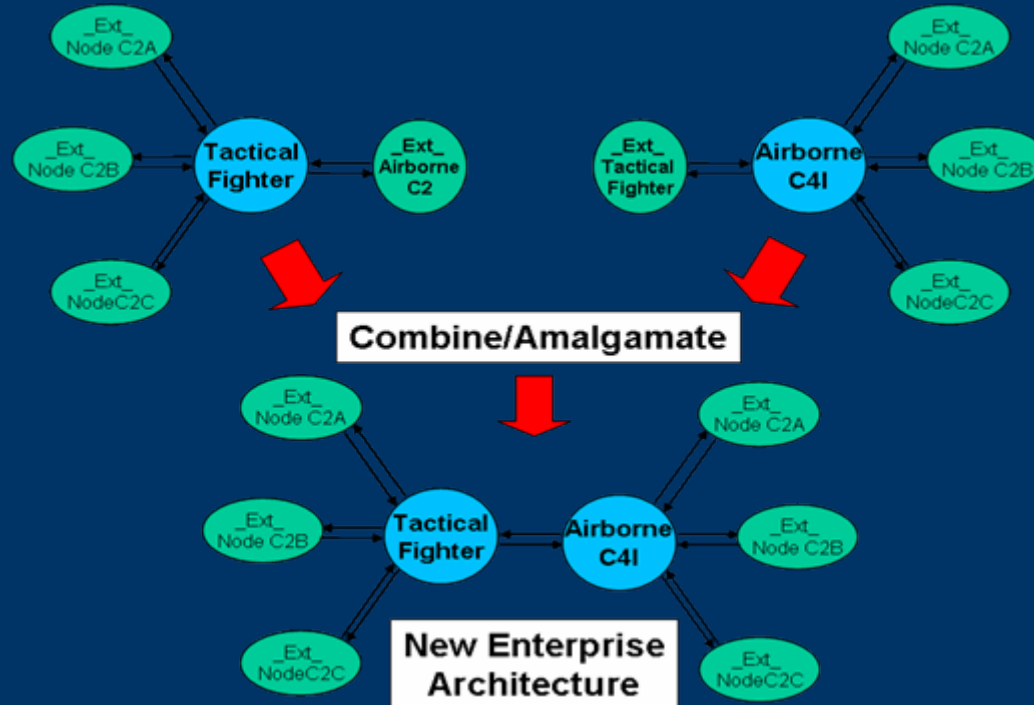 _Ext_
Node C2A
_Ext_
Node C2B
Tactical
Fighter
_Ext_
Airborne
C2
_Ext_
NodeC2C
_Ext_
Node C2A
_Ext_
Tactical
Fighter
Airborne
C4I
_Ext_
Node C2B
_Ext_
NodeC2C
Combine/Amalgamate
_Ext_
Node C2A
_Ext_
Node C2B
Tactical
Fighter
_Ext_
NodeC2C
_Ext_
Node C2A
Airborne
C4I
_Ext_
Node C2B
_Ext_
NodeC2C
New Enterprise
Architecture